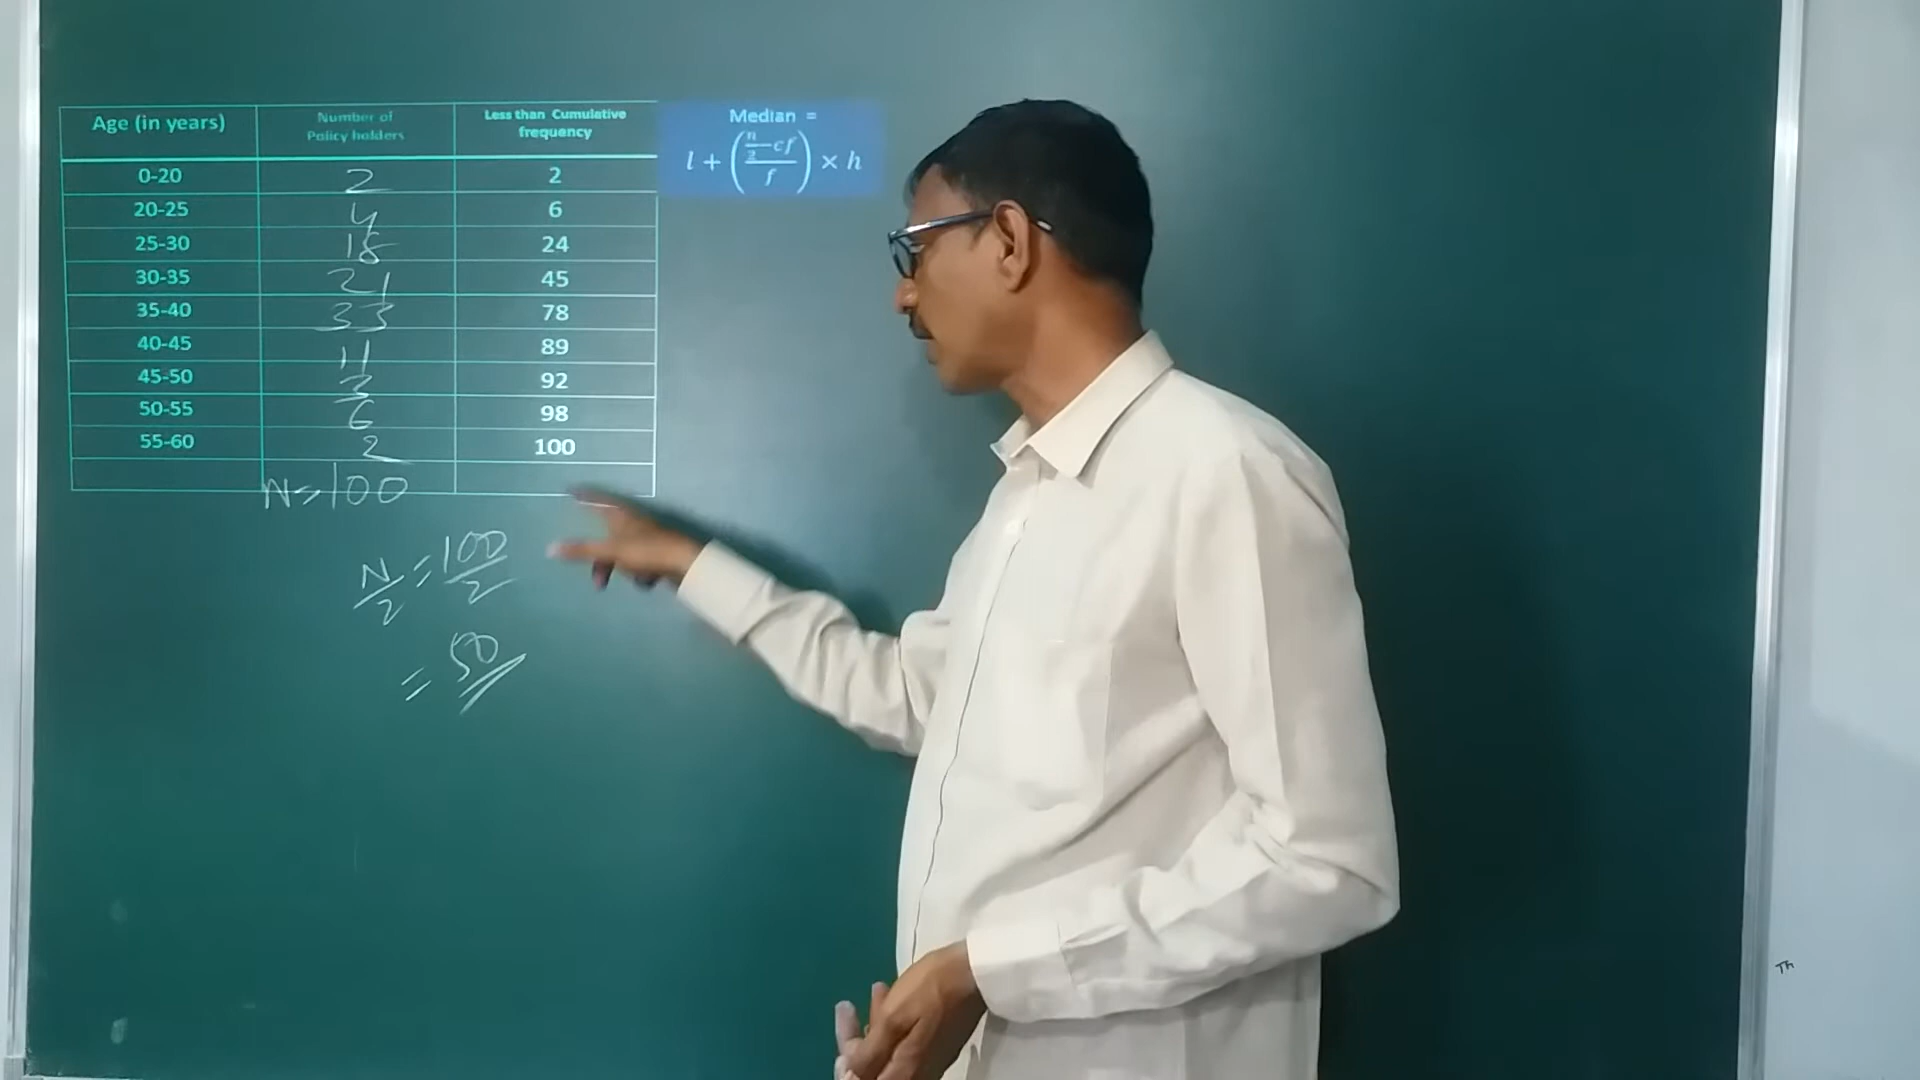 Age (in years) Number of Policy holders Less than Cumulative frequency
0-20 2 2
20-25 4 6
25-30 18 24
30-35 21 45
35-40 33 78
40-45 11 89
45-50 3 92
50-55 6 98
55-60 2 100
N=100
Median =
l + ((n/2 − cf)/f) × h
N/2 = 100/2
= 50
Th